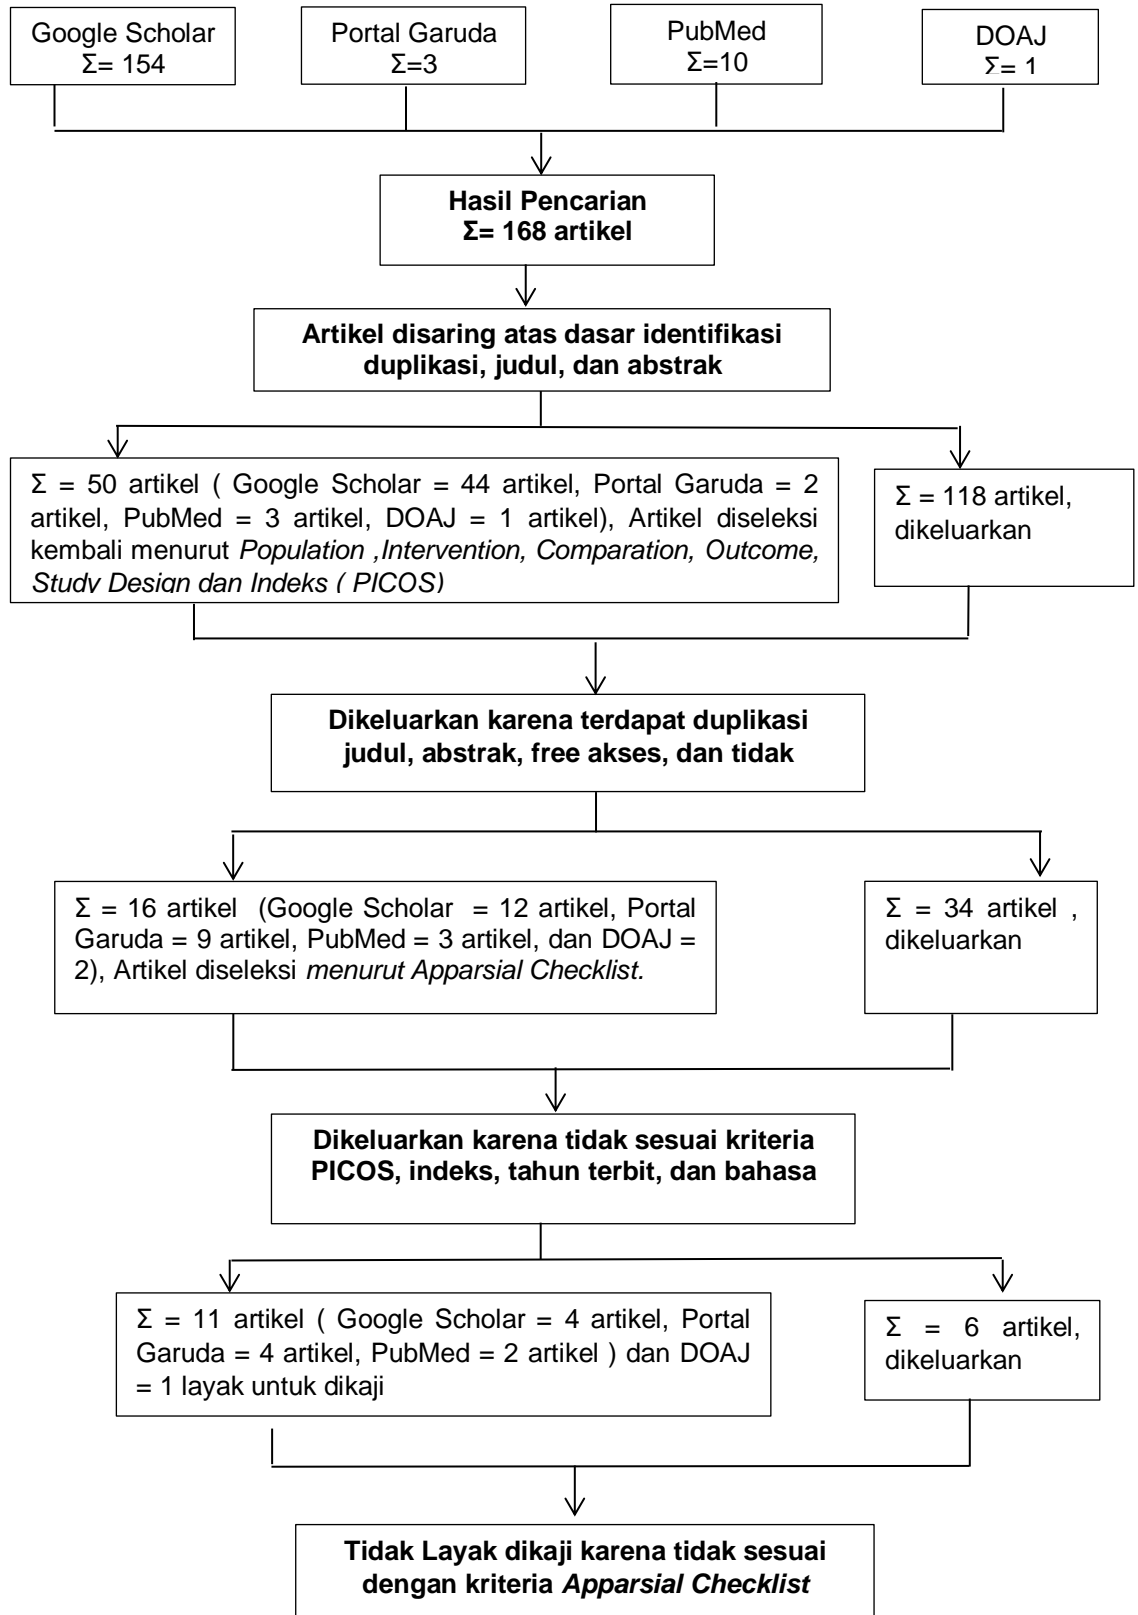 Google Scholar
Σ= 154
Portal Garuda
Σ=3
PubMed
Σ=10
DOAJ
Σ= 1
Hasil Pencarian
Σ= 168 artikel
Artikel disaring atas dasar identifikasi
duplikasi, judul, dan abstrak
Σ = 50 artikel ( Google Scholar = 44 artikel, Portal Garuda = 2
artikel, PubMed = 3 artikel, DOAJ = 1 artikel), Artikel diseleksi
kembali menurut Population ,Intervention, Comparation, Outcome,
Study Design dan Indeks ( PICOS)
Σ = 118 artikel,
dikeluarkan
Dikeluarkan karena terdapat duplikasi
judul, abstrak, free akses, dan tidak
Σ = 16 artikel (Google Scholar = 12 artikel, Portal
Garuda = 9 artikel, PubMed = 3 artikel, dan DOAJ =
2), Artikel diseleksi menurut Apparsial Checklist.
Σ = 34 artikel ,
dikeluarkan
Dikeluarkan karena tidak sesuai kriteria
PICOS, indeks, tahun terbit, dan bahasa
Σ = 11 artikel ( Google Scholar = 4 artikel, Portal
Garuda = 4 artikel, PubMed = 2 artikel ) dan DOAJ
= 1 layak untuk dikaji
Σ = 6 artikel,
dikeluarkan
Tidak Layak dikaji karena tidak sesuai
dengan kriteria Apparsial Checklist